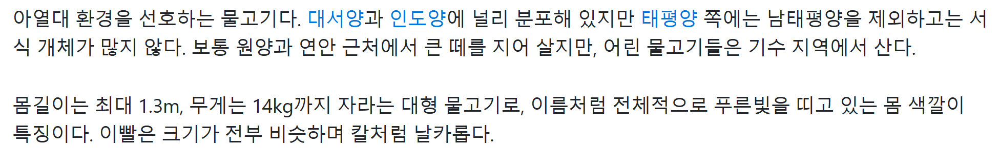 아열대 환경을 선호하는 물고기다. 대서양과 인도양에 널리 분포해 있지만 태평양 쪽에는 남태평양을 제외하고는 서
식 개체가 많지 않다. 보통 원양과 연안 근처에서 큰 떼를 지어 살지만, 어린 물고기들은 기수 지역에서 산다.
몸길이는 최대 1.3m, 무게는 14kg까지 자라는 대형 물고기로, 이름처럼 전체적으로 푸른빛을 띠고 있는 몸 색깔이
특징이다. 이빨은 크기가 전부 비슷하며 칼처럼 날카롭다.